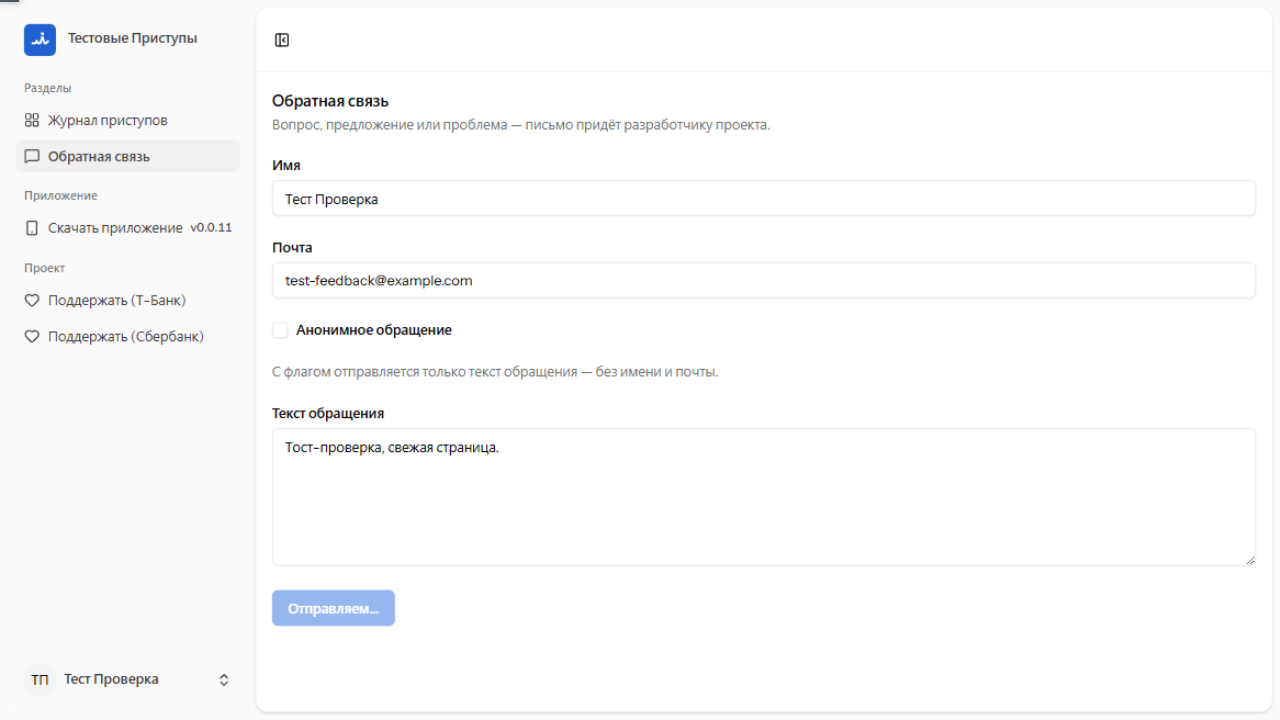 Тестовые Приступы
Разделы
Журнал приступов
Обратная связь
Приложение
Скачать приложение v0.0.11
Проект
Поддержать (Т-Банк)
Поддержать (Сбербанк)
ТП Тест Проверка
Обратная связь
Вопрос, предложение или проблема — письмо придёт разработчику проекта.
Имя
Тест Проверка
Почта
test-feedback@example.com
Анонимное обращение
С флагом отправляется только текст обращения — без имени и почты.
Текст обращения
Тост-проверка, свежая страница.
Отправляем...